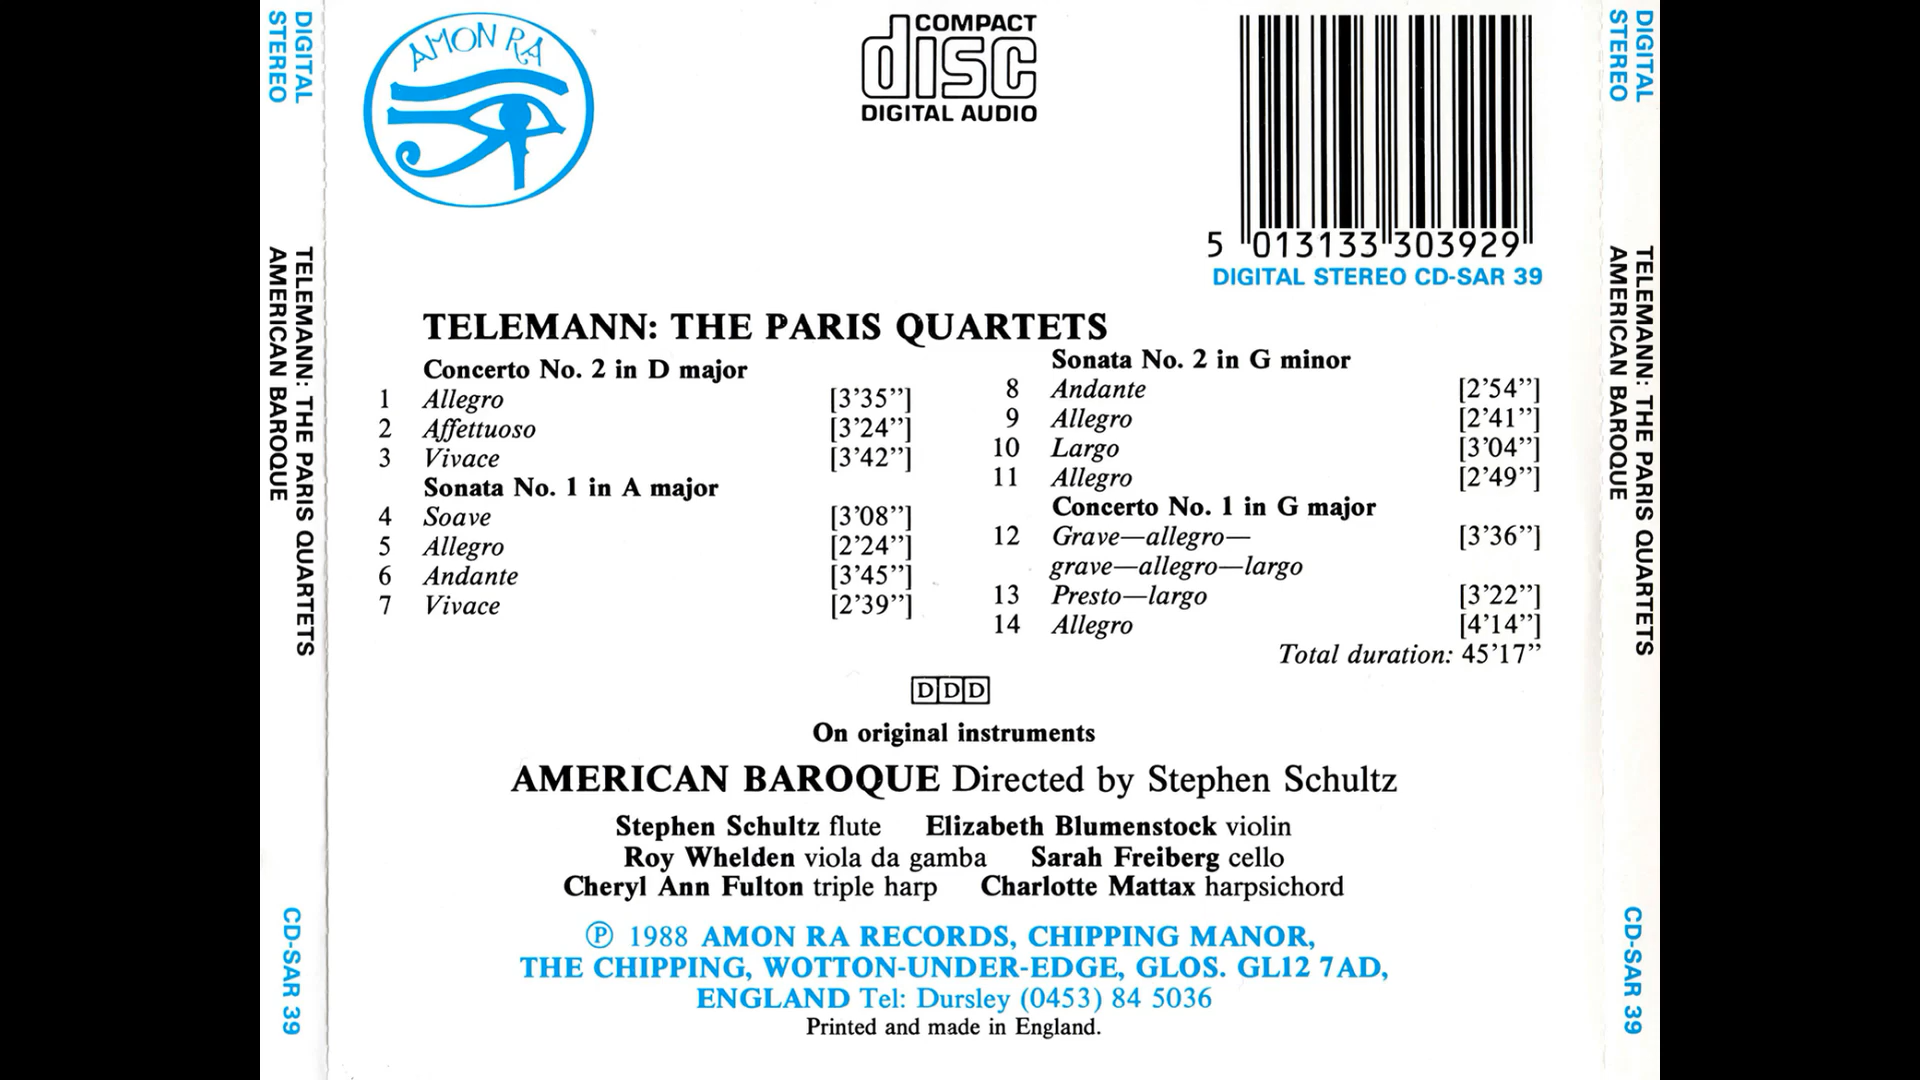 DIGITAL
STEREO
TELEMANN: THE PARIS QUARTETS
AMERICAN BAROQUE
CD-SAR 39
AMON RA
COMPACT
disc
DIGITAL AUDIO
5 013133 303929
DIGITAL STEREO CD-SAR 39
TELEMANN: THE PARIS QUARTETS
Concerto No. 2 in D major
1 Allegro [3’35”]
2 Affettuoso [3’24”]
3 Vivace [3’42”]
Sonata No. 1 in A major
4 Soave [3’08”]
5 Allegro [2’24”]
6 Andante [3’45”]
7 Vivace [2’39”]
Sonata No. 2 in G minor
8 Andante [2’54”]
9 Allegro [2’41”]
10 Largo [3’04”]
11 Allegro [2’49”]
Concerto No. 1 in G major
12 Grave—allegro— [3’36”]
grave—allegro—largo
13 Presto—largo [3’22”]
14 Allegro [4’14”]
Total duration: 45’17”
DDD
On original instruments
AMERICAN BAROQUE Directed by Stephen Schultz
Stephen Schultz flute Elizabeth Blumenstock violin
Roy Whelden viola da gamba Sarah Freiberg cello
Cheryl Ann Fulton triple harp Charlotte Mattax harpsichord
Ⓟ 1988 AMON RA RECORDS, CHIPPING MANOR,
THE CHIPPING, WOTTON-UNDER-EDGE, GLOS. GL12 7AD,
ENGLAND Tel: Dursley (0453) 84 5036
Printed and made in England.
DIGITAL
STEREO
TELEMANN: THE PARIS QUARTETS
AMERICAN BAROQUE
CD-SAR 39